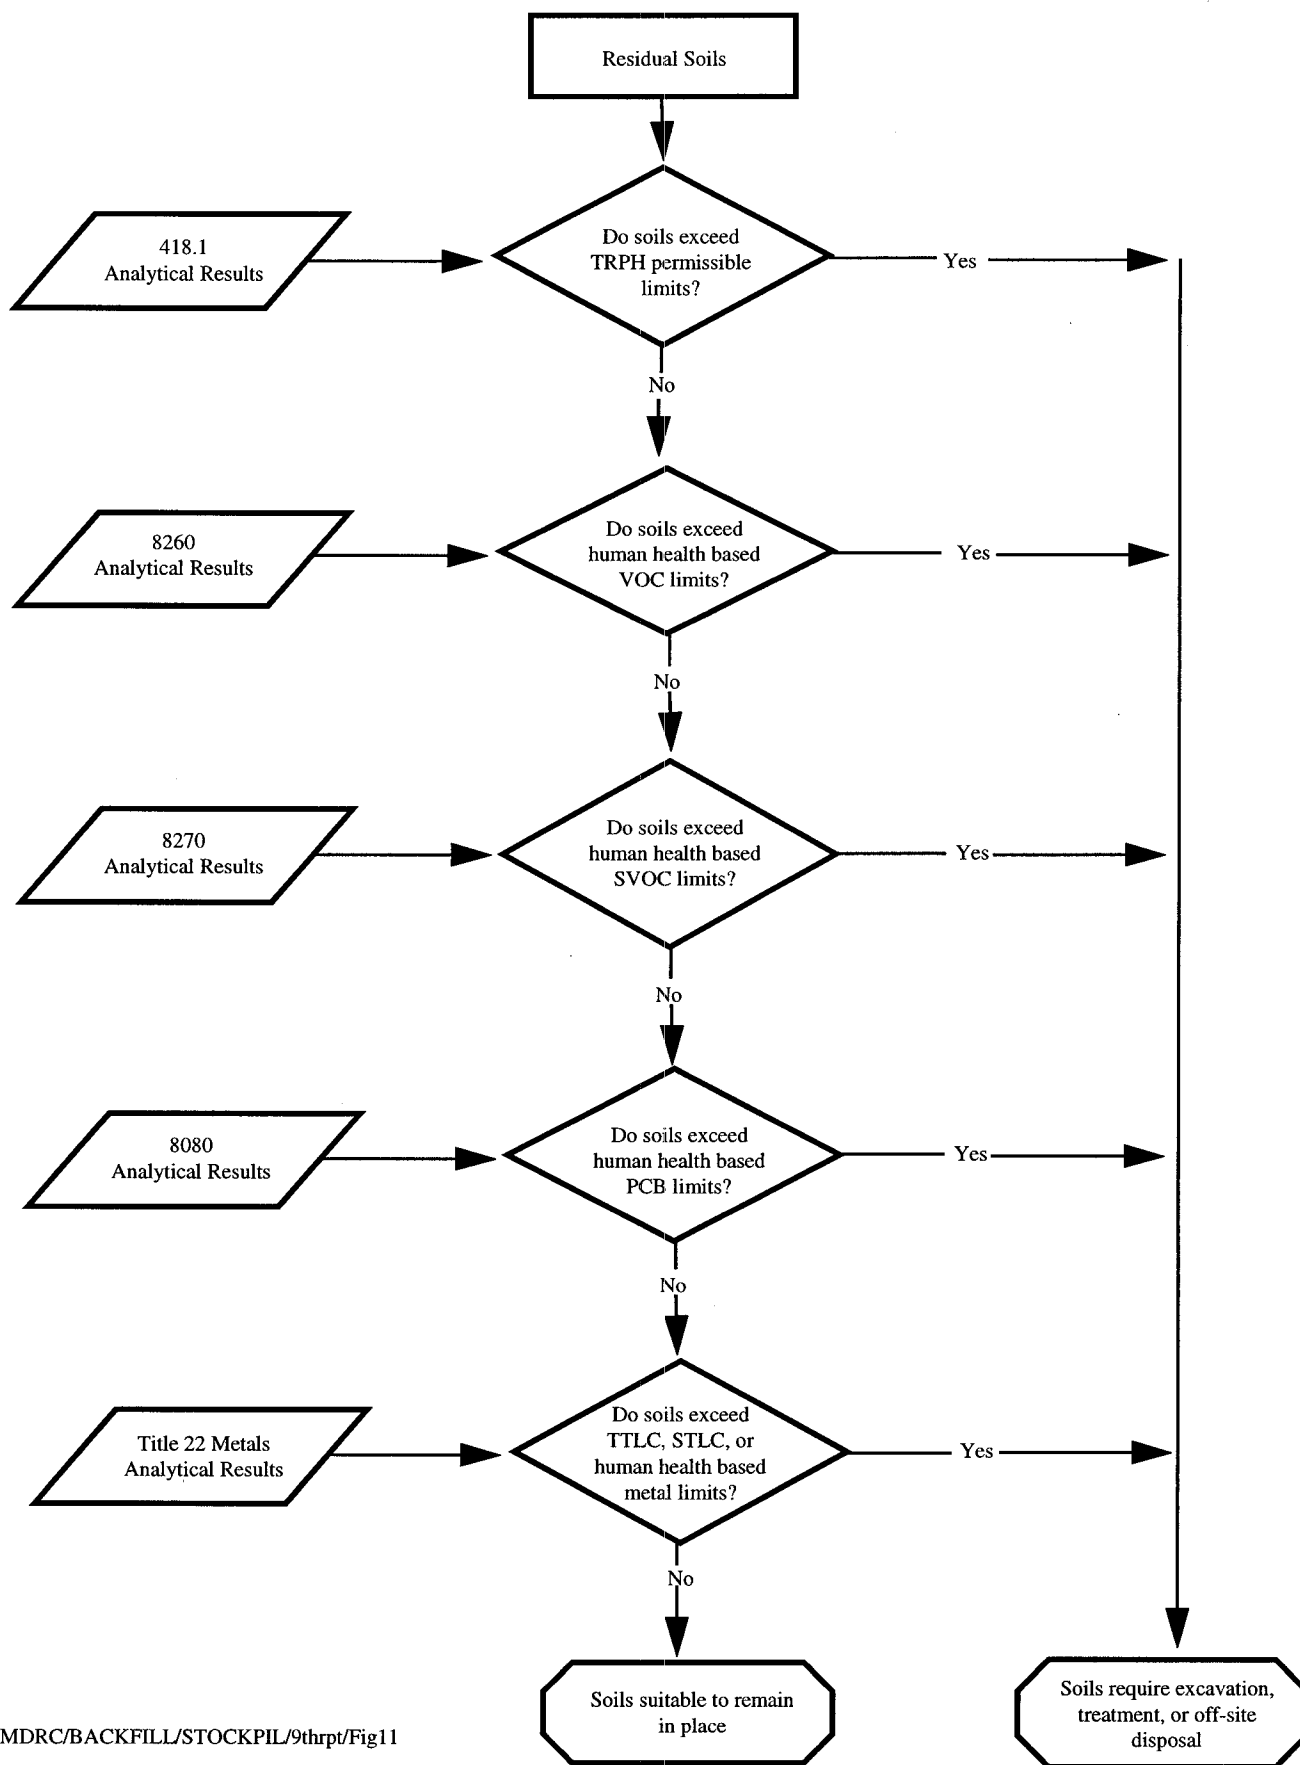 Residual Soils
418.1
Analytical Results
Do soils exceed
TRPH permissible
limits?
Yes
No
8260
Analytical Results
Do soils exceed
human health based
VOC limits?
Yes
No
8270
Analytical Results
Do soils exceed
human health based
SVOC limits?
Yes
No
8080
Analytical Results
Do soils exceed
human health based
PCB limits?
Yes
No
Title 22 Metals
Analytical Results
Do soils exceed
TTLC, STLC, or
human health based
metal limits?
Yes
No
Soils suitable to remain
in place
Soils require excavation,
treatment, or off-site
disposal
MDRC/BACKFILL/STOCKPIL/9thrpt/Fig11